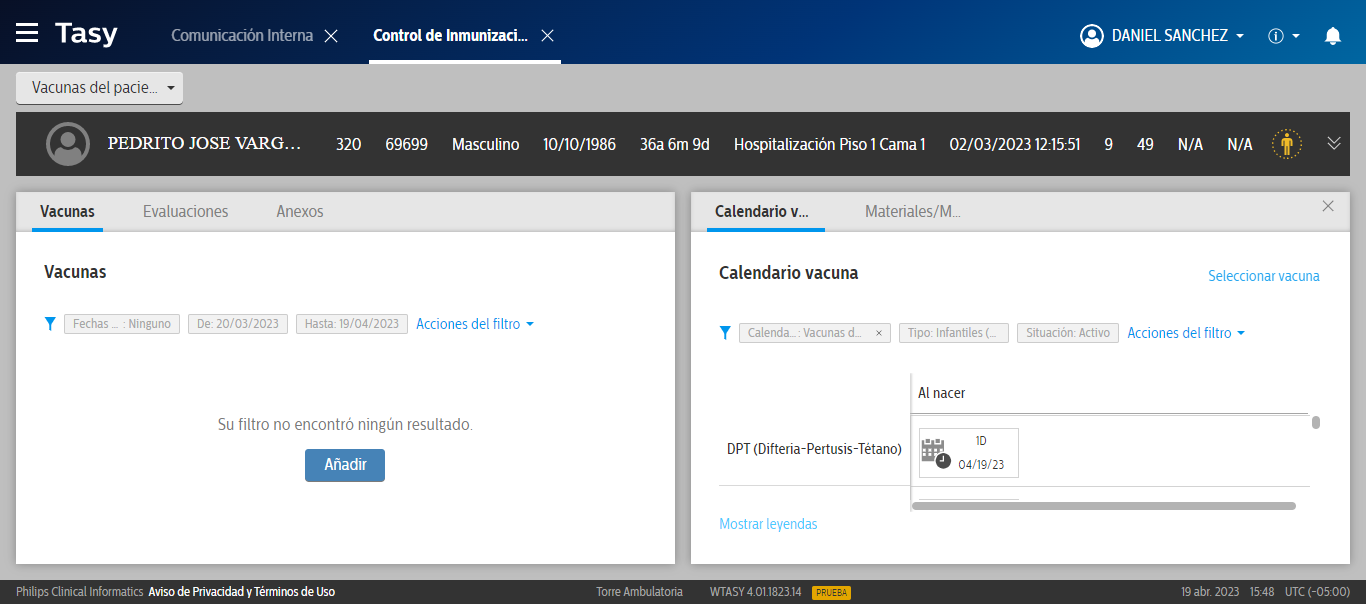 Tasy
Comunicación Interna
Control de Inmunizaci...
DANIEL SANCHEZ
Vacunas del pacie...
PEDRITO JOSE VARG... 320 69699 Masculino 10/10/1986 36a 6m 9d Hospitalización Piso 1 Cama 1 02/03/2023 12:15:51 9 49 N/A N/A
Vacunas Evaluaciones Anexos
Vacunas
Fechas ... : Ninguno De: 20/03/2023 Hasta: 19/04/2023 Acciones del filtro
Su filtro no encontró ningún resultado.
Añadir
Calendario v... Materiales/M...
Calendario vacuna
Seleccionar vacuna
Calenda... : Vacunas d... × Tipo: Infantiles (... Situación: Activo Acciones del filtro
Al nacer
DPT (Difteria-Pertusis-Tétano)
1D
04/19/23
Mostrar leyendas
Philips Clinical Informatics Aviso de Privacidad y Términos de Uso Torre Ambulatoria WTASY 4.01.1823.14 PRUEBA 19 abr. 2023 15:48 UTC (-05:00)